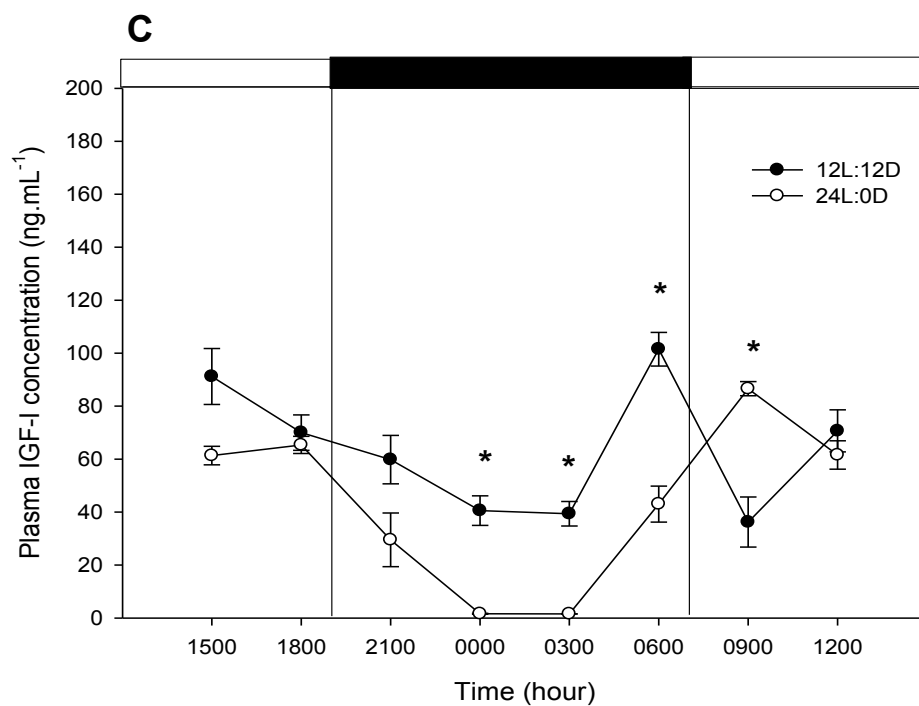 C
200
180
160
140
120
100
80
60
40
20
0
Plasma IGF-I concentration (ng.mL⁻¹)
12L:12D
24L:0D
*
*
*
*
1500 1800 2100 0000 0300 0600 0900 1200
Time (hour)